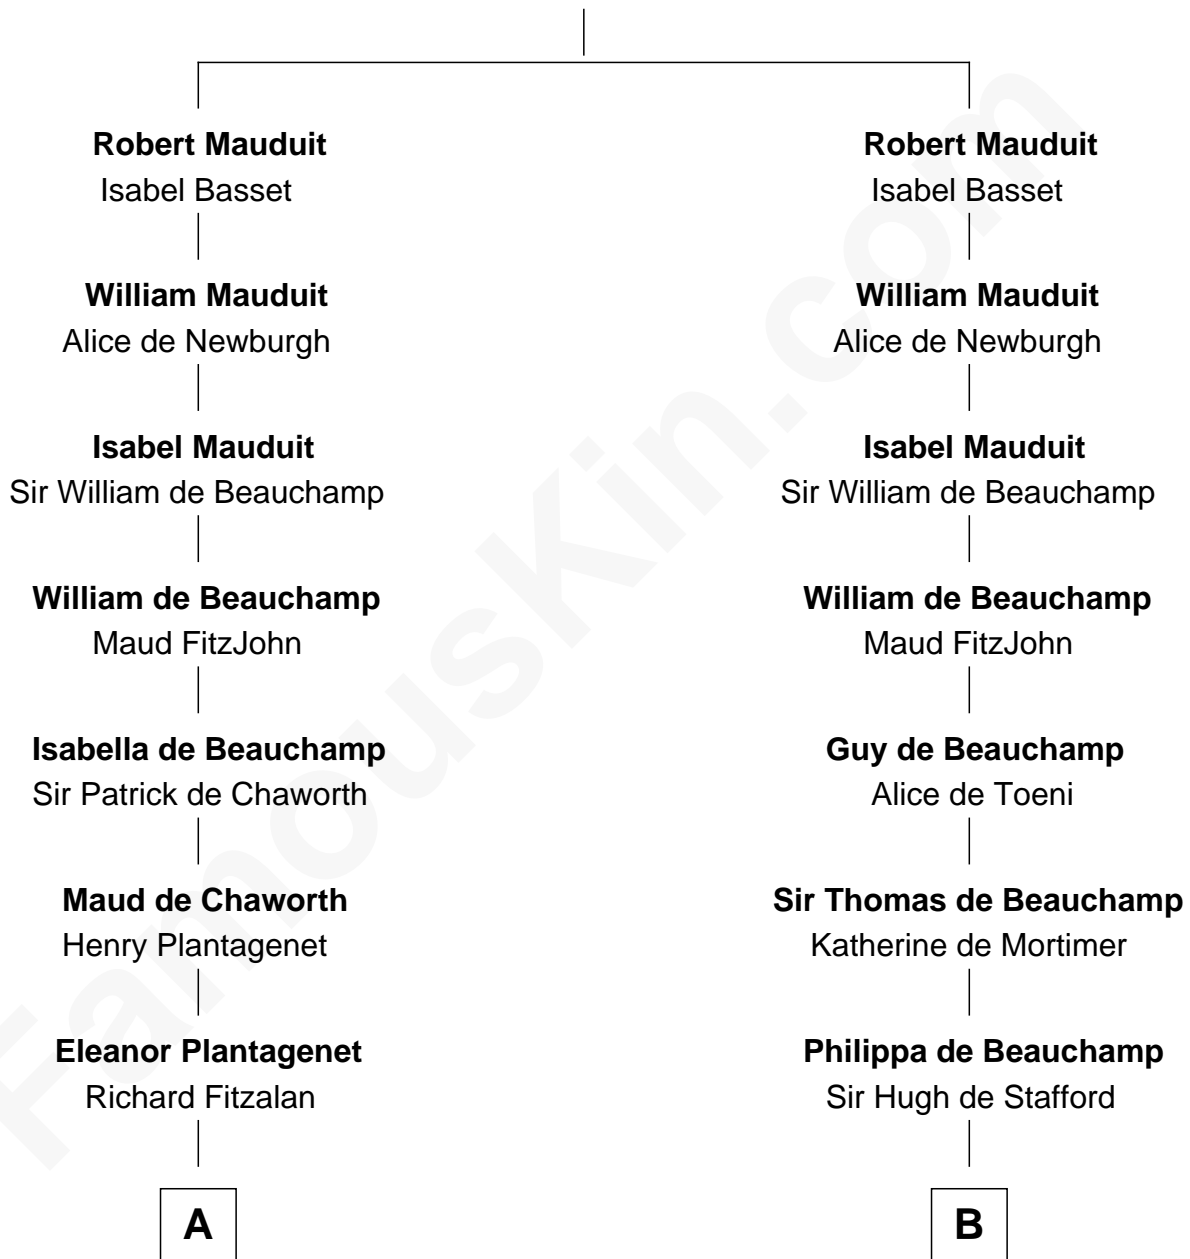 Robert Mauduit
Isabel Basset
William Mauduit
Alice de Newburgh
Isabel Mauduit
Sir William de Beauchamp
William de Beauchamp
Maud FitzJohn
Isabella de Beauchamp
Sir Patrick de Chaworth
Maud de Chaworth
Henry Plantagenet
Eleanor Plantagenet
Richard Fitzalan
A
Robert Mauduit
Isabel Basset
William Mauduit
Alice de Newburgh
Isabel Mauduit
Sir William de Beauchamp
William de Beauchamp
Maud FitzJohn
Guy de Beauchamp
Alice de Toeni
Sir Thomas de Beauchamp
Katherine de Mortimer
Philippa de Beauchamp
Sir Hugh de Stafford
B
FamousKin.com